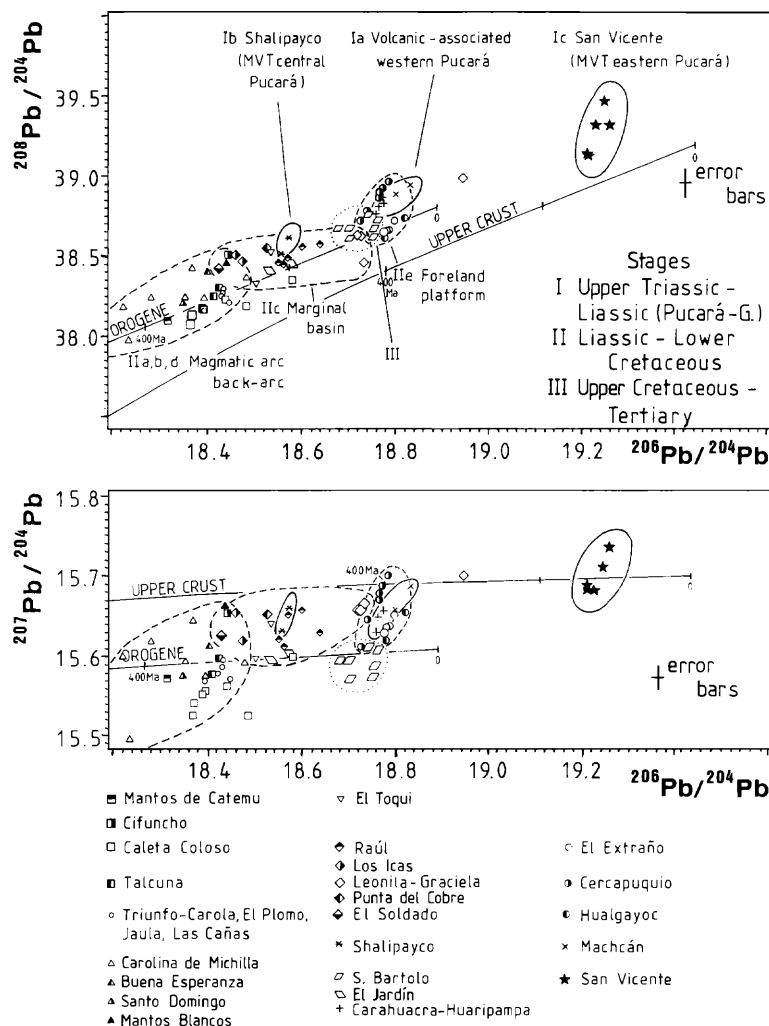 Ib Shalipayco
(MVT central
Pucará)
Ia Volcanic-associated
western Pucará
Ic San Vicente
(MVT eastern Pucará)
208Pb/204Pb
39.5
39.0
38.5
38.0
UPPER CRUST
0
0
400
Ma
OROGENE
400Ma
error
bars
IIe Foreland
platform
IIc Marginal
basin
IIa,b,d Magmatic arc
back-arc
III
Stages
I Upper Triassic -
Liassic (Pucará-G.)
II Liassic - Lower
Cretaceous
III Upper Cretaceous -
Tertiary
18.4
18.6
18.8
19.0
19.2
206Pb/204Pb
207Pb/204Pb
15.8
15.7
15.6
15.5
UPPER CRUST
400Ma
0
OROGENE
400Ma
0
error
bars
18.4
18.6
18.8
19.0
19.2
206Pb/204Pb
Mantos de Catemu
Cifuncho
Caleta Coloso
Talcuna
Triunfo-Carola, El Plomo,
Jaula, Las Cañas
Carolina de Michilla
Buena Esperanza
Santo Domingo
Mantos Blancos
El Toqui
Raúl
Los Icas
Leonila-Graciela
Punta del Cobre
El Soldado
Shalipayco
S. Bartolo
El Jardín
Carahuacra-Huaripampa
El Extraño
Cercapuquio
Hualgayoc
Machcán
San Vicente